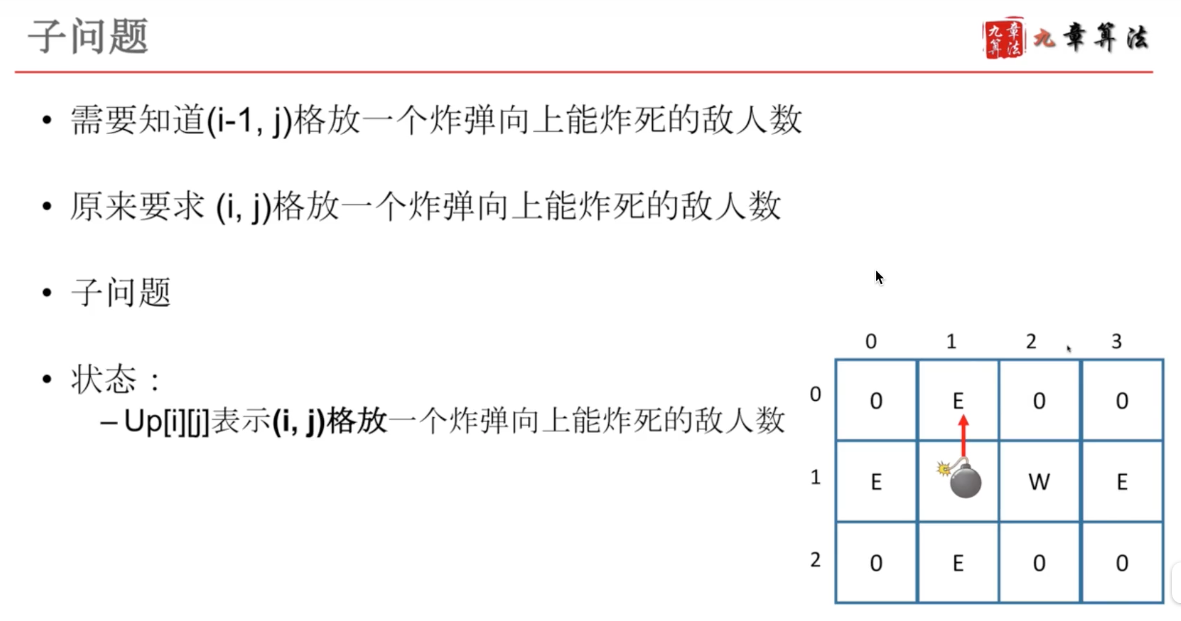 子问题
九章算法
九章算法
• 需要知道(i-1, j)格放一个炸弹向上能炸死的敌人数
• 原来要求 (i, j)格放一个炸弹向上能炸死的敌人数
• 子问题
• 状态：
– Up[i][j]表示(i, j)格放一个炸弹向上能炸死的敌人数
0 1 2 3
0 0 E 0 0
1 E W E
2 0 E 0 0